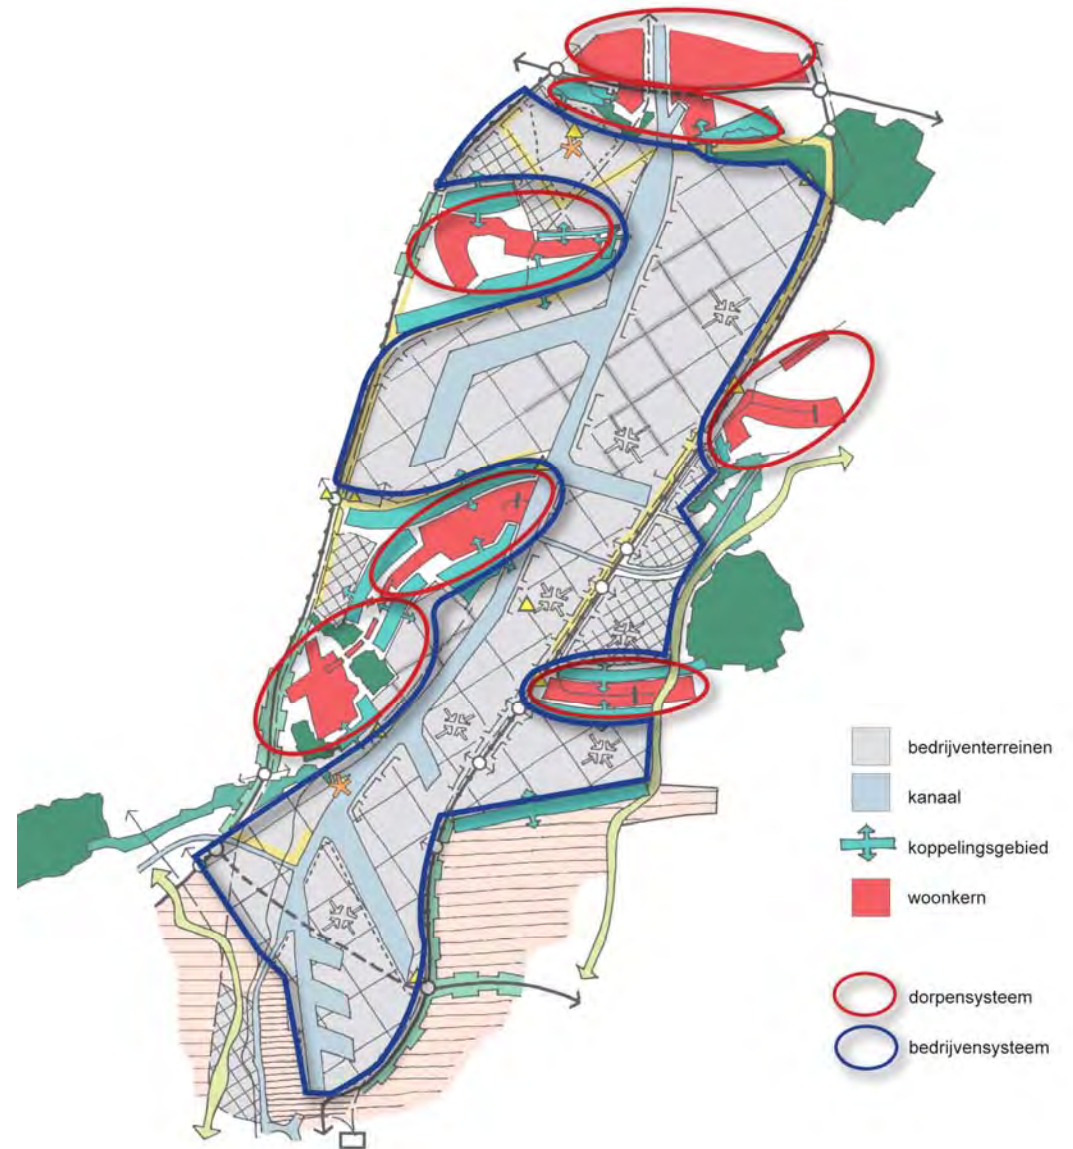 bedrijventerreinen
kanaal
koppelingsgebied
woonkern
dorpensysteem
bedrijvensysteem